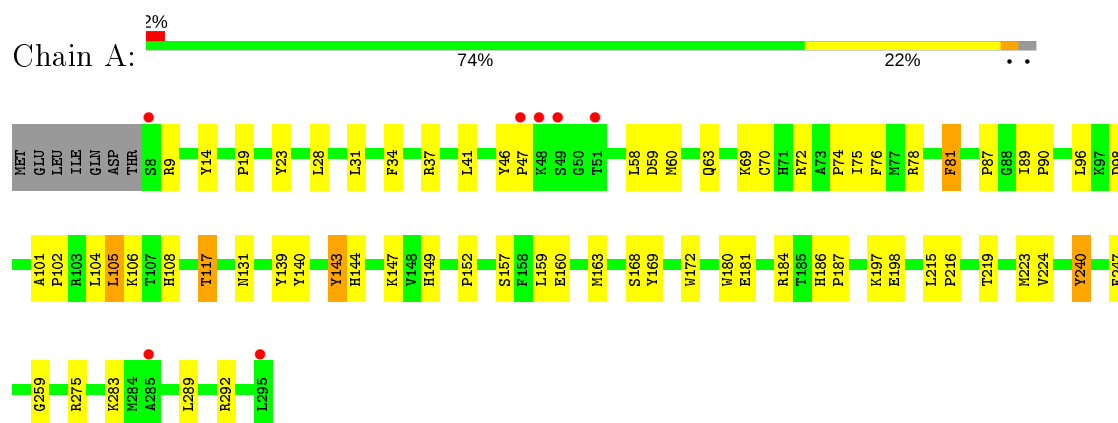 2%
Chain A:
74% 22% • •
MET GLU LEU ILE GLN ASP THR S8 R9 Y14 P19 Y23 L28 L31 F34 R37 L41 Y46 P47 K48 S49 G50 T51 L58 D59 M60 Q63 K69 C70 H71 R72 A73 P74 I75 F76 M77 R78 F81 P87 G88 I89 P90 L96 K97 D98
A101 P102 R103 L104 L105 K106 T107 H108 T117 N131 Y139 Y140 Y143 H144 K147 V148 H149 P152 S157 F158 L159 E160 M163 S168 Y169 W172 W180 E181 R184 T185 H186 P187 K197 E198 L215 P216 T219 M223 V224 Y240
G259 R275 K283 M284 A285 L289 R292 L295